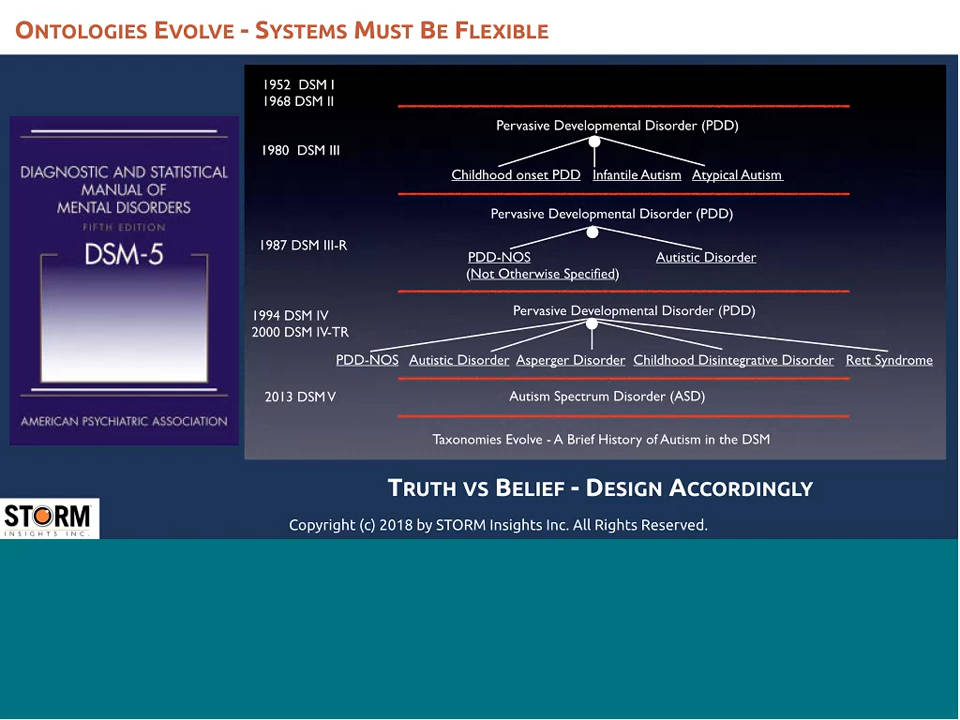 ONTOLOGIES EVOLVE - SYSTEMS MUST BE FLEXIBLE
DIAGNOSTIC AND STATISTICAL
MANUAL OF
MENTAL DISORDERS
FIFTH EDITION
DSM-5
AMERICAN PSYCHIATRIC ASSOCIATION
1952 DSM I
1968 DSM II
Pervasive Developmental Disorder (PDD)
1980 DSM III
Childhood onset PDD Infantile Autism Atypical Autism
Pervasive Developmental Disorder (PDD)
1987 DSM III-R
PDD-NOS Autistic Disorder
(Not Otherwise Specified)
Pervasive Developmental Disorder (PDD)
1994 DSM IV
2000 DSM IV-TR
PDD-NOS Autistic Disorder Asperger Disorder Childhood Disintegrative Disorder Rett Syndrome
2013 DSM V Autism Spectrum Disorder (ASD)
Taxonomies Evolve - A Brief History of Autism in the DSM
TRUTH VS BELIEF - DESIGN ACCORDINGLY
STORM
INSIGHTS INC.
Copyright (c) 2018 by STORM Insights Inc. All Rights Reserved.